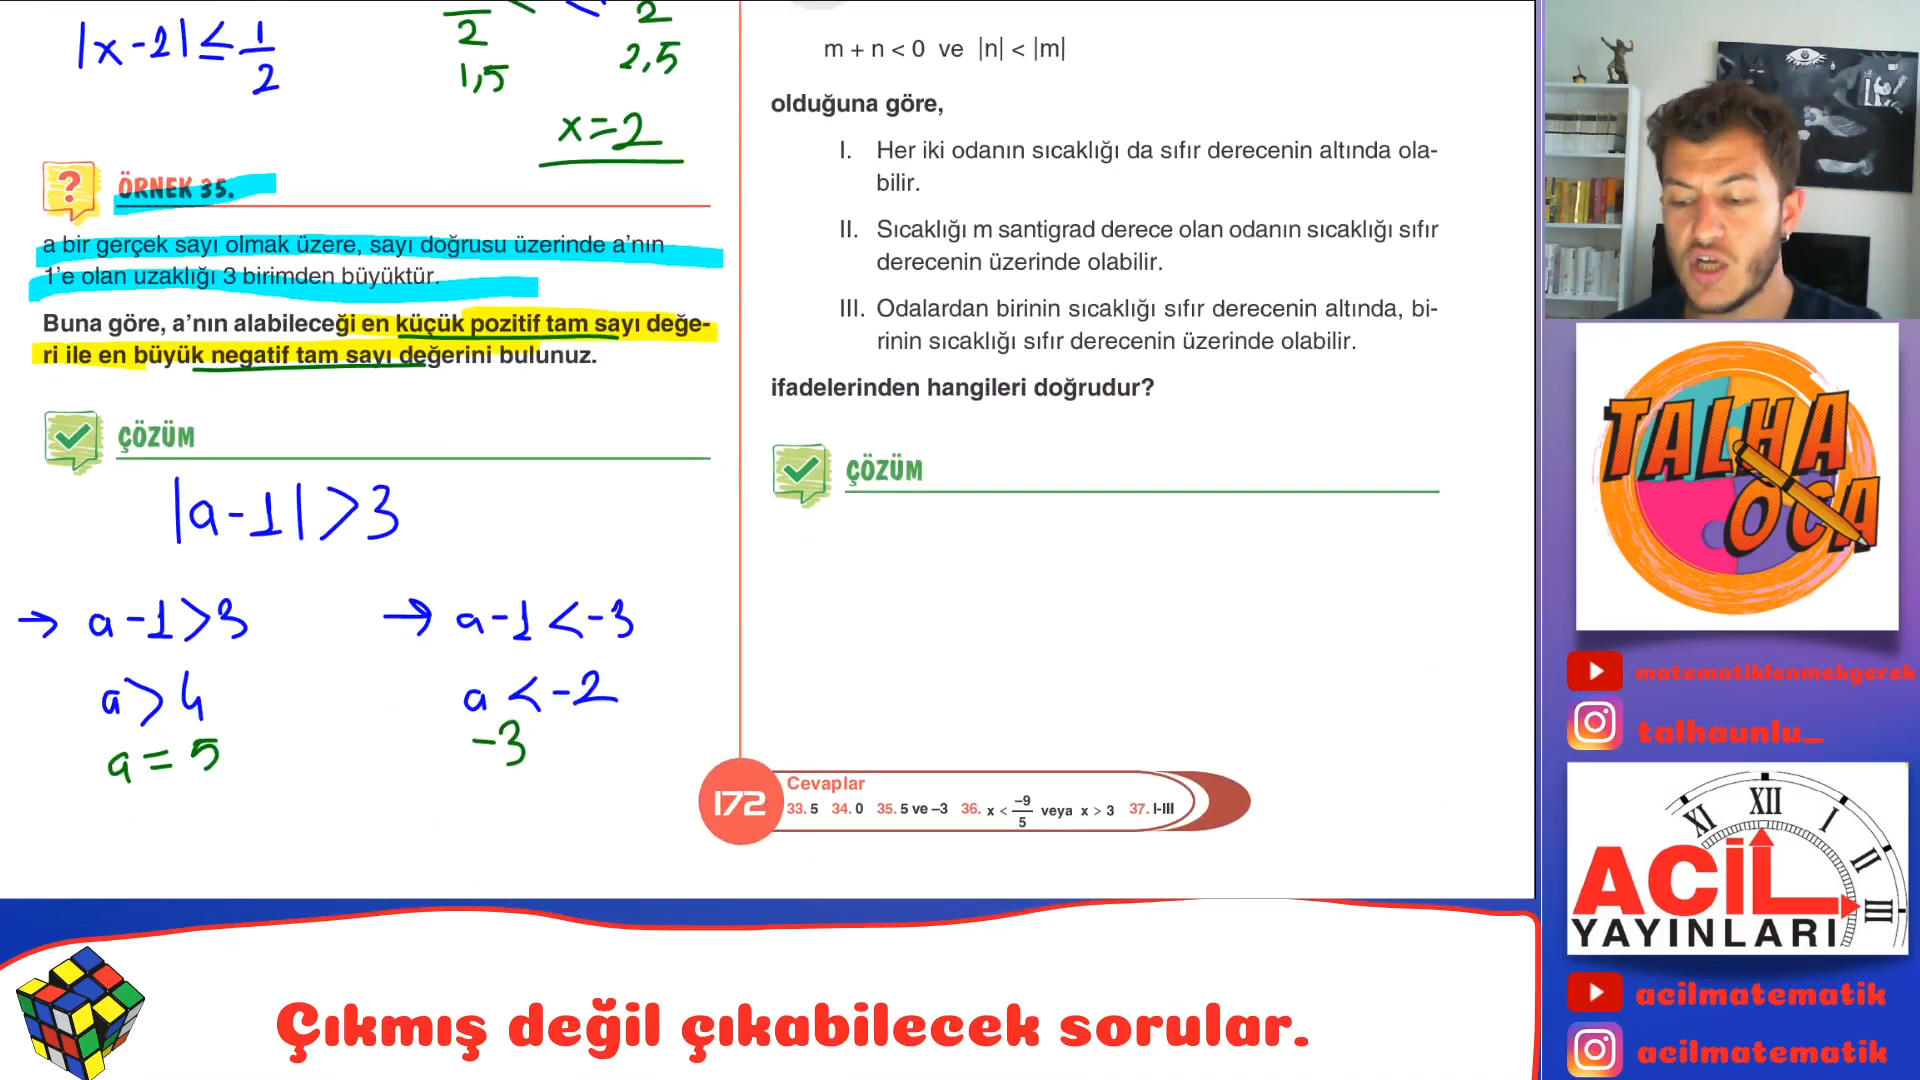 |x-2| ≤ 1/2
2
1,5
2
2,5
x=2
ÖRNEK 35.
a bir gerçek sayı olmak üzere, sayı doğrusu üzerinde a’nın
1’e olan uzaklığı 3 birimden büyüktür.
Buna göre, a’nın alabileceği en küçük pozitif tam sayı değe-
ri ile en büyük negatif tam sayı değerini bulunuz.
ÇÖZÜM
|a-1| > 3
→ a-1>3
a>4
a=5
→ a-1<-3
a<-2
-3
m + n < 0 ve |n| < |m|
olduğuna göre,
I. Her iki odanın sıcaklığı da sıfır derecenin altında ola-
bilir.
II. Sıcaklığı m santigrad derece olan odanın sıcaklığı sıfır
derecenin üzerinde olabilir.
III. Odalardan birinin sıcaklığı sıfır derecenin altında, bi-
rinin sıcaklığı sıfır derecenin üzerinde olabilir.
ifadelerinden hangileri doğrudur?
ÇÖZÜM
172
Cevaplar
33. 5 34. 0 35. 5 ve –3 36. x < –9/5 veya x > 3 37. I-III
Çıkmış değil çıkabilecek sorular.
TALHA
OCA
matematiklenmekgerek
talhaunlu_
XI XII I II III
ACİL
YAYINLARI
acilmatematik
acilmatematik